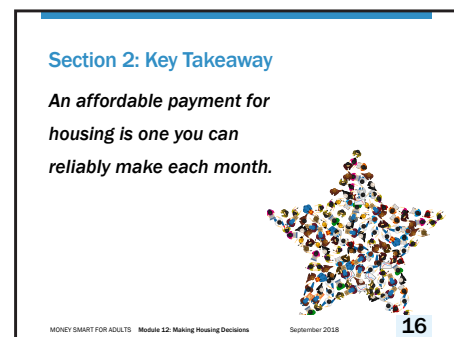 Section 2: Key Takeaway
An affordable payment for
housing is one you can
reliably make each month.
MONEY SMART FOR ADULTS Module 12: Making Housing Decisions September 2018 16